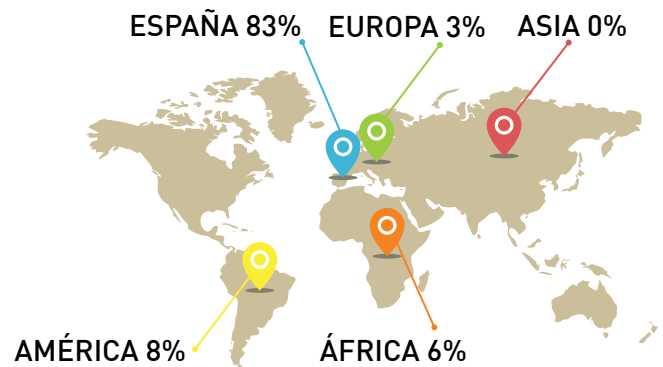 ESPAÑA 83%
EUROPA 3%
ASIA 0%
AMÉRICA 8%
ÁFRICA 6%